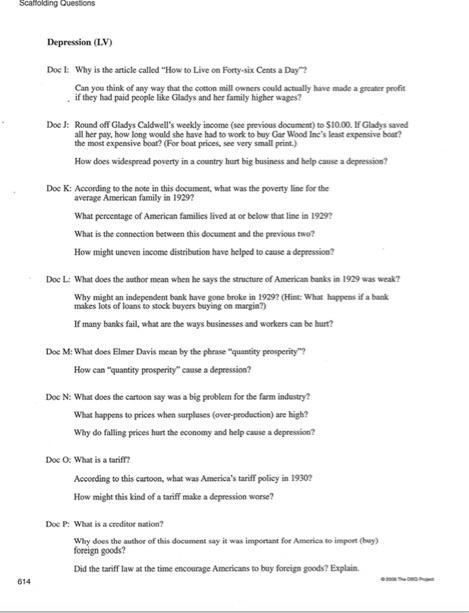 Scaffolding Questions
Depression (LV)
Doc I: Why is the article called “How to Live on Forty-six Cents a Day”?
Can you think of any way that the cotton mill owners could actually have made a greater profit
if they had paid people like Gladys and her family higher wages?
Doc J: Round off Gladys Caldwell’s weekly income (see previous document) to $10.00. If Gladys saved
all her pay, how long would she have had to work to buy Gar Wood Inc’s least expensive boat?
the most expensive boat? (For boat prices, see very small print.)
How does widespread poverty in a country hurt big business and help cause a depression?
Doc K: According to the note in this document, what was the poverty line for the
average American family in 1929?
What percentage of American families lived at or below that line in 1929?
What is the connection between this document and the previous two?
How might uneven income distribution have helped to cause a depression?
Doc L: What does the author mean when he says the structure of American banks in 1929 was weak?
Why might an independent bank have gone broke in 1929? (Hint: What happens if a bank
makes lots of loans to stock buyers buying on margin?)
If many banks fail, what are the ways businesses and workers can be hurt?
Doc M: What does Elmer Davis mean by the phrase “quantity prosperity”?
How can “quantity prosperity” cause a depression?
Doc N: What does the cartoon say was a big problem for the farm industry?
What happens to prices when surpluses (over-production) are high?
Why do falling prices hurt the economy and help cause a depression?
Doc O: What is a tariff?
According to this cartoon, what was America’s tariff policy in 1930?
How might this kind of a tariff make a depression worse?
Doc P: What is a creditor nation?
Why does the author of this document say it was important for America to import (buy)
foreign goods?
Did the tariff law at the time encourage Americans to buy foreign goods? Explain.
614
© 2008 The DBQ Project